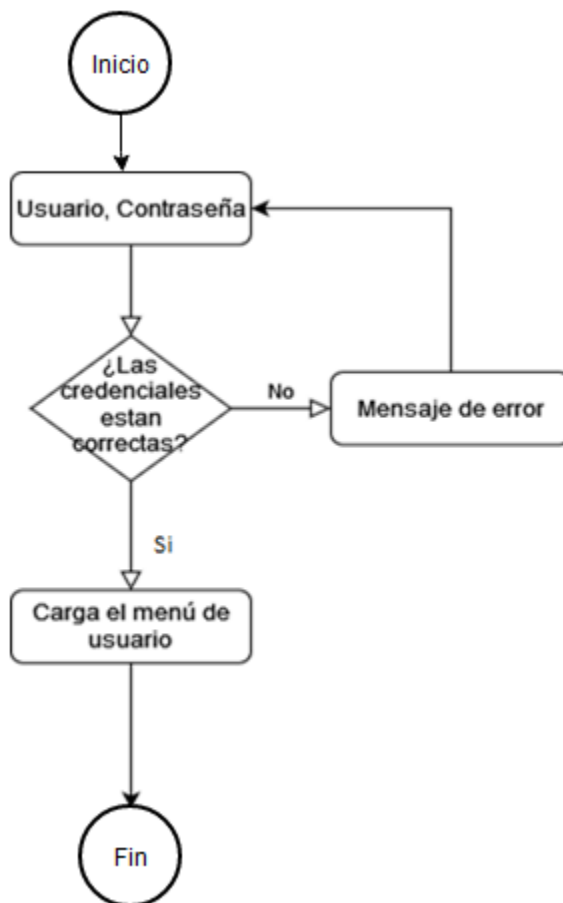 Inicio
Usuario, Contraseña
¿Las
credenciales
estan
correctas?
No
Mensaje de error
Si
Carga el menú de
usuario
Fin